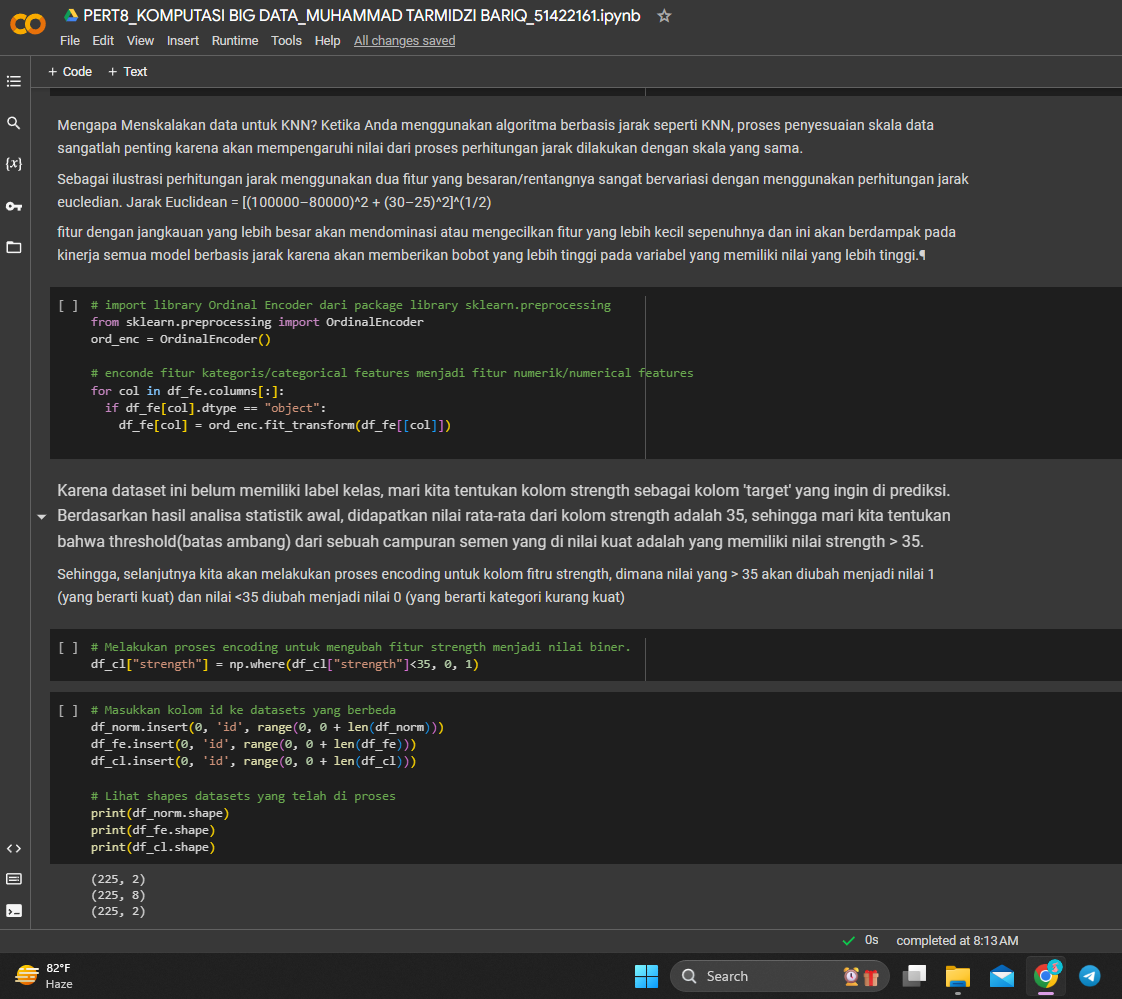 PERT8_KOMPUTASI BIG DATA_MUHAMMAD TARMIDZI BARIQ_51422161.ipynb
File Edit View Insert Runtime Tools Help All changes saved
+ Code + Text
Mengapa Menskalakan data untuk KNN? Ketika Anda menggunakan algoritma berbasis jarak seperti KNN, proses penyesuaian skala data
sangatlah penting karena akan mempengaruhi nilai dari proses perhitungan jarak dilakukan dengan skala yang sama.
Sebagai ilustrasi perhitungan jarak menggunakan dua fitur yang besaran/rentangnya sangat bervariasi dengan menggunakan perhitungan jarak
eucledian. Jarak Euclidean = [(100000–80000)^2 + (30–25)^2]^(1/2)
fitur dengan jangkauan yang lebih besar akan mendominasi atau mengecilkan fitur yang lebih kecil sepenuhnya dan ini akan berdampak pada
kinerja semua model berbasis jarak karena akan memberikan bobot yang lebih tinggi pada variabel yang memiliki nilai yang lebih tinggi.¶
[ ] # import library Ordinal Encoder dari package library sklearn.preprocessing
from sklearn.preprocessing import OrdinalEncoder
ord_enc = OrdinalEncoder()
# enconde fitur kategoris/categorical features menjadi fitur numerik/numerical features
for col in df_fe.columns[:]:
if df_fe[col].dtype == "object":
df_fe[col] = ord_enc.fit_transform(df_fe[[col]])
Karena dataset ini belum memiliki label kelas, mari kita tentukan kolom strength sebagai kolom 'target' yang ingin di prediksi.
Berdasarkan hasil analisa statistik awal, didapatkan nilai rata-rata dari kolom strength adalah 35, sehingga mari kita tentukan
bahwa threshold(batas ambang) dari sebuah campuran semen yang di nilai kuat adalah yang memiliki nilai strength > 35.
Sehingga, selanjutnya kita akan melakukan proses encoding untuk kolom fitru strength, dimana nilai yang > 35 akan diubah menjadi nilai 1
(yang berarti kuat) dan nilai <35 diubah menjadi nilai 0 (yang berarti kategori kurang kuat)
[ ] # Melakukan proses encoding untuk mengubah fitur strength menjadi nilai biner.
df_cl["strength"] = np.where(df_cl["strength"]<35, 0, 1)
[ ] # Masukkan kolom id ke datasets yang berbeda
df_norm.insert(0, 'id', range(0, 0 + len(df_norm)))
df_fe.insert(0, 'id', range(0, 0 + len(df_fe)))
df_cl.insert(0, 'id', range(0, 0 + len(df_cl)))
# Lihat shapes datasets yang telah di proses
print(df_norm.shape)
print(df_fe.shape)
print(df_cl.shape)
(225, 2)
(225, 8)
(225, 2)
0s completed at 8:13 AM
82°F
Haze
Search